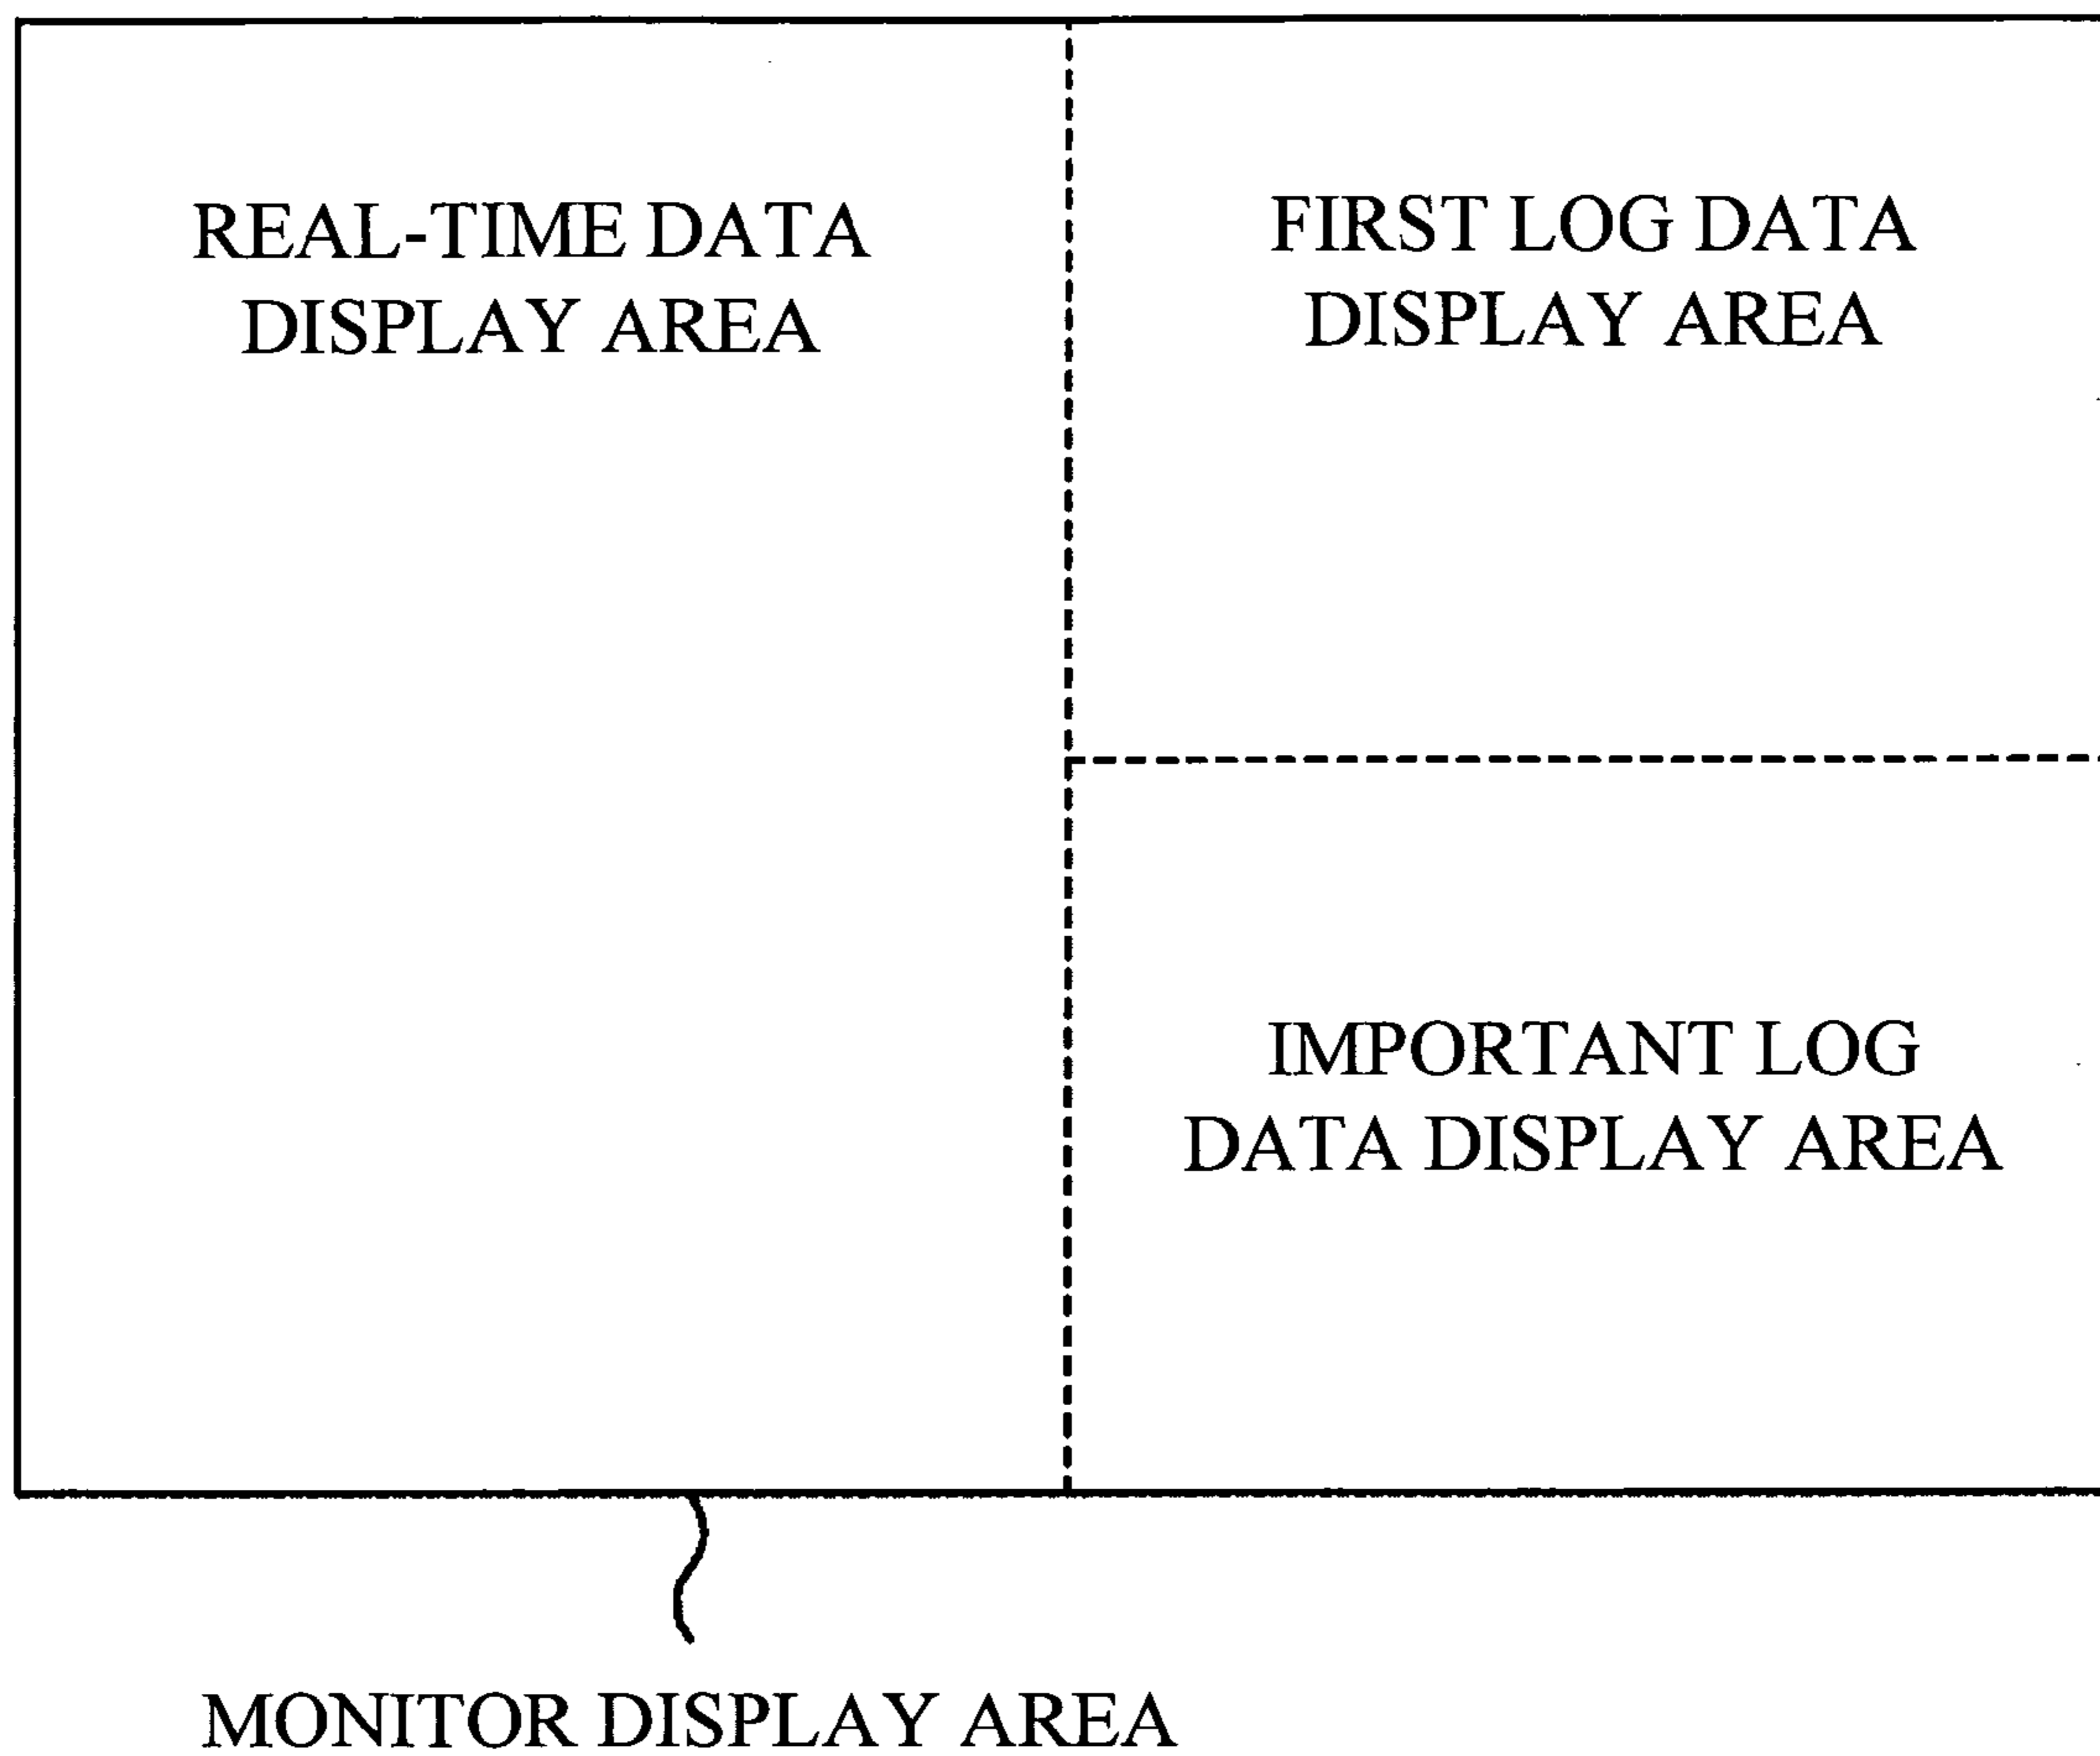 REAL-TIME DATA
DISPLAY AREA
FIRST LOG DATA
DISPLAY AREA
IMPORTANT LOG
DATA DISPLAY AREA
MONITOR DISPLAY AREA